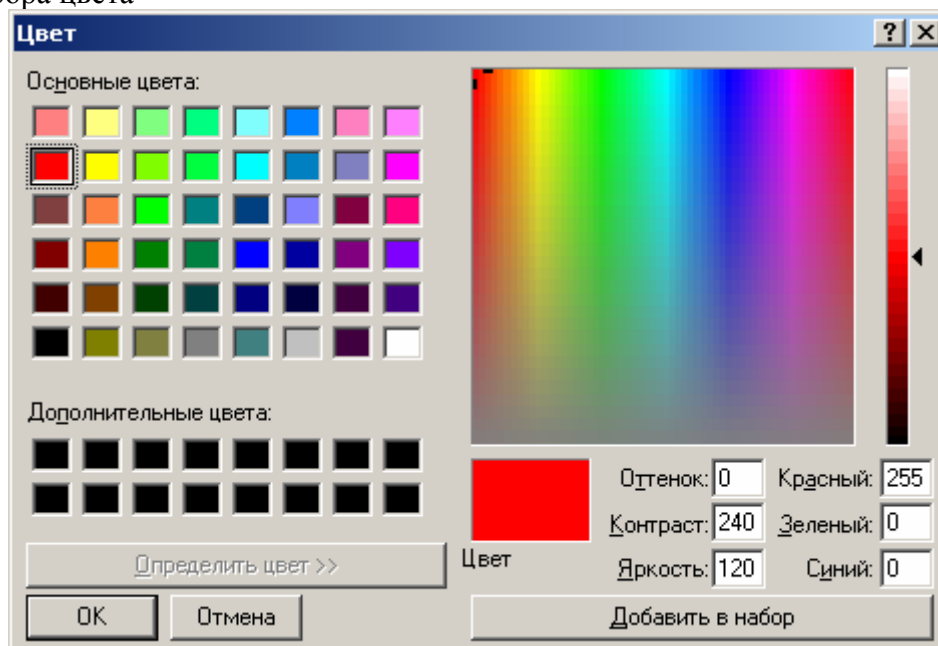 цвета
Цвет
Основные цвета:
Дополнительные цвета:
Определить цвет >>
OK
Отмена
Цвет
Оттенок: 0
Контраст: 240
Яркость: 120
Красный: 255
Зеленый: 0
Синий: 0
Добавить в набор